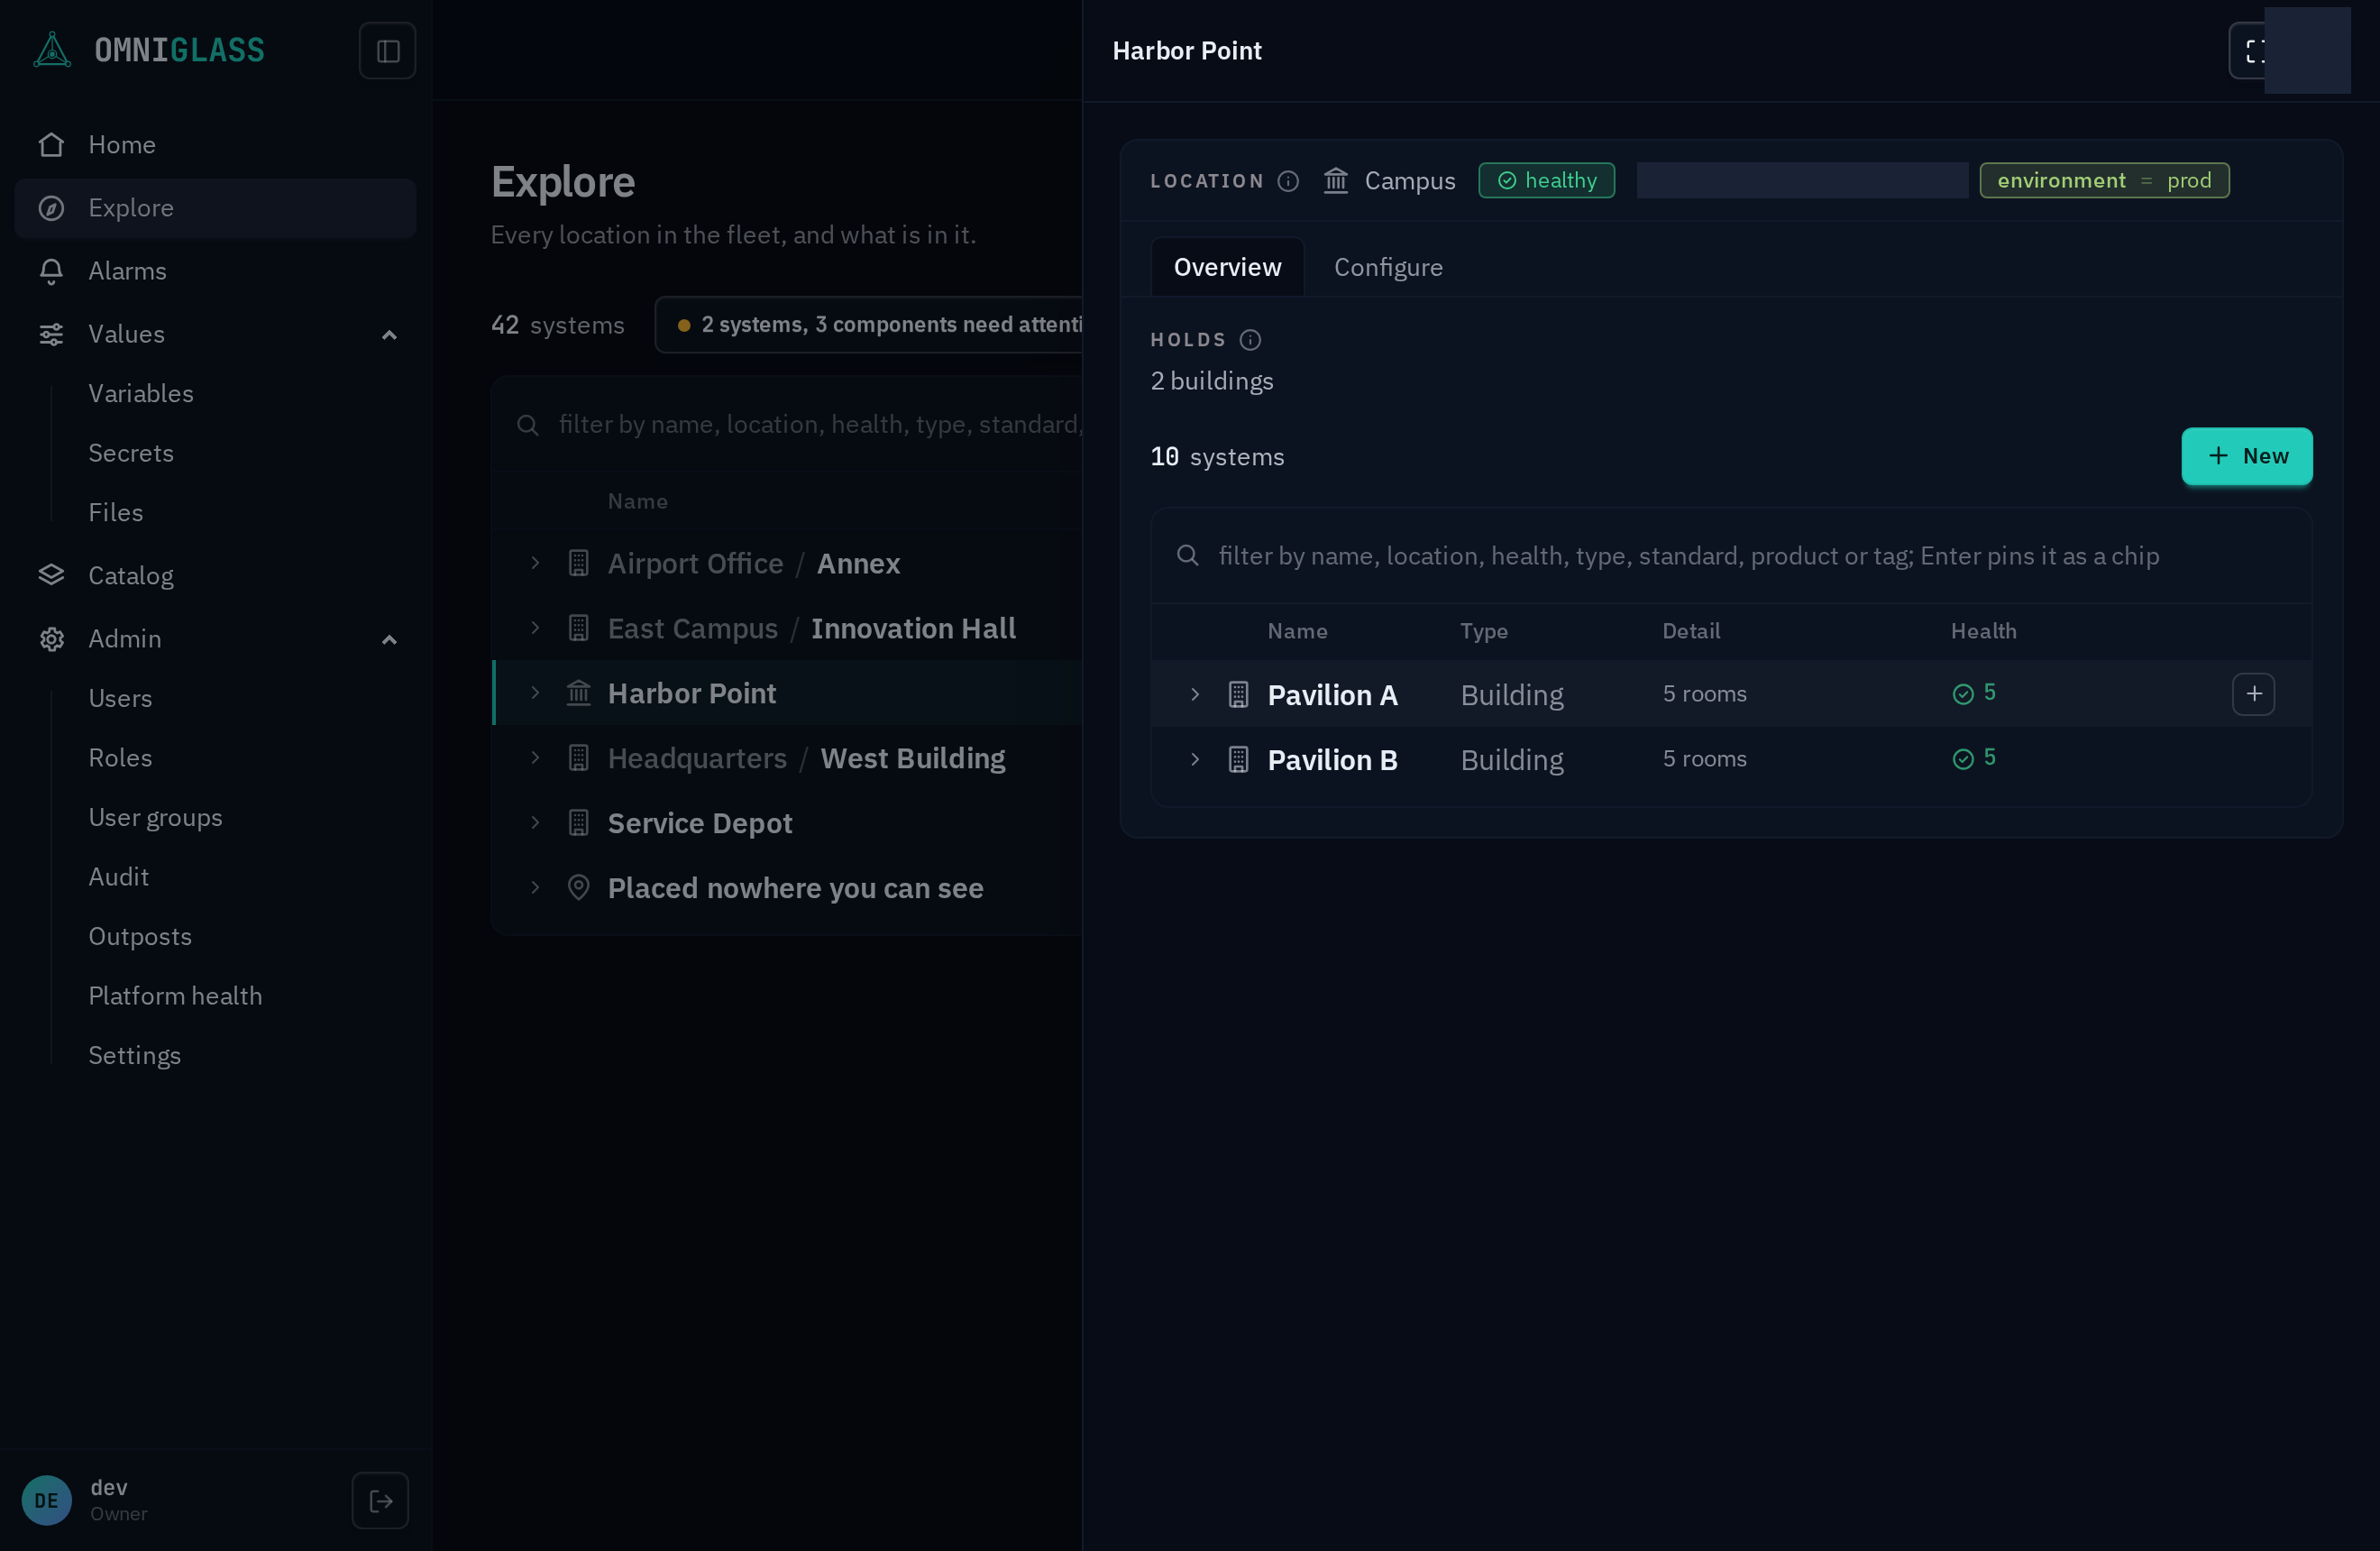 OMNIGLASS
Home
Explore
Alarms
Values
Variables
Secrets
Files
Catalog
Admin
Users
Roles
User groups
Audit
Outposts
Platform health
Settings
DE
dev
Owner
Explore
Every location in the fleet, and what is in it.
42 systems
2 systems, 3 components need attenti
filter by name, location, health, type, standard,
Name
Airport Office / Annex
East Campus / Innovation Hall
Harbor Point
Headquarters / West Building
Service Depot
Placed nowhere you can see
Harbor Point
LOCATION Campus healthy environment = prod
Overview Configure
HOLDS
2 buildings
10 systems
New
filter by name, location, health, type, standard, product or tag; Enter pins it as a chip
Name Type Detail Health
Pavilion A Building 5 rooms 5
Pavilion B Building 5 rooms 5